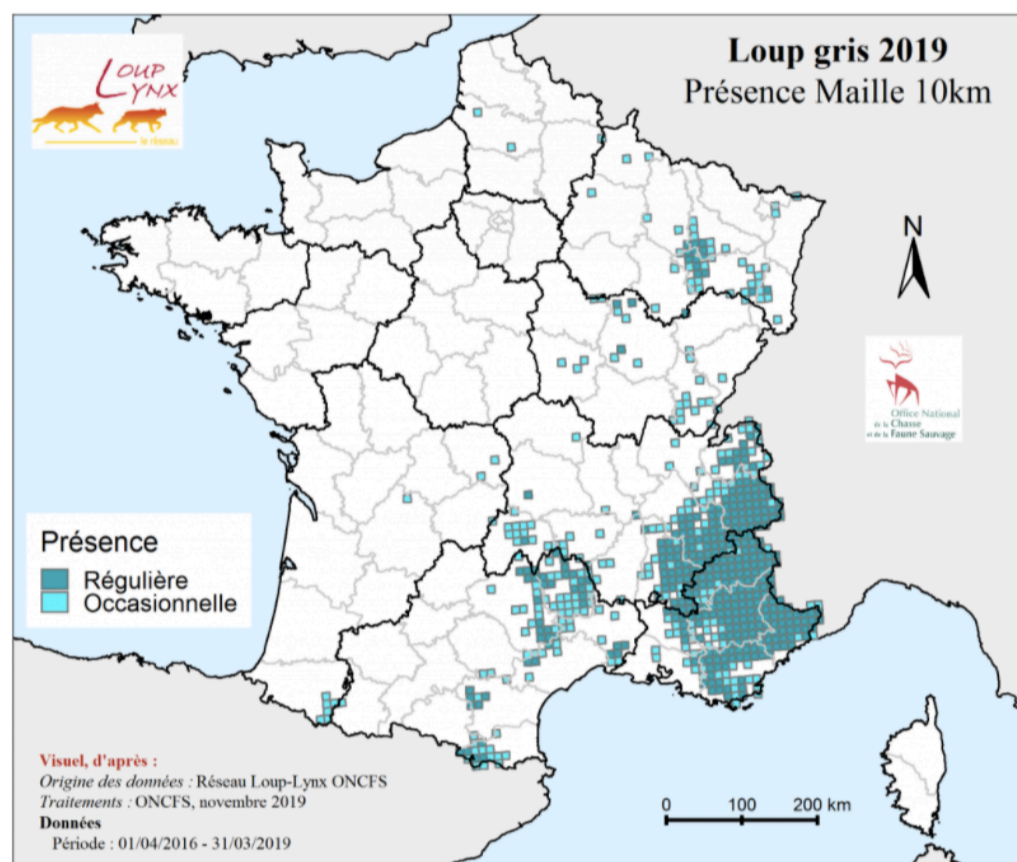 Loup gris 2019
Présence Maille 10km
LOUP
LYNX
le réseau
N
Office National
de la Chasse
et de la Faune Sauvage
Présence
Régulière
Occasionnelle
Visuel, d'après :
Origine des données : Réseau Loup-Lynx ONCFS
Traitements : ONCFS, novembre 2019
Données
Période : 01/04/2016 - 31/03/2019
0 100 200 km